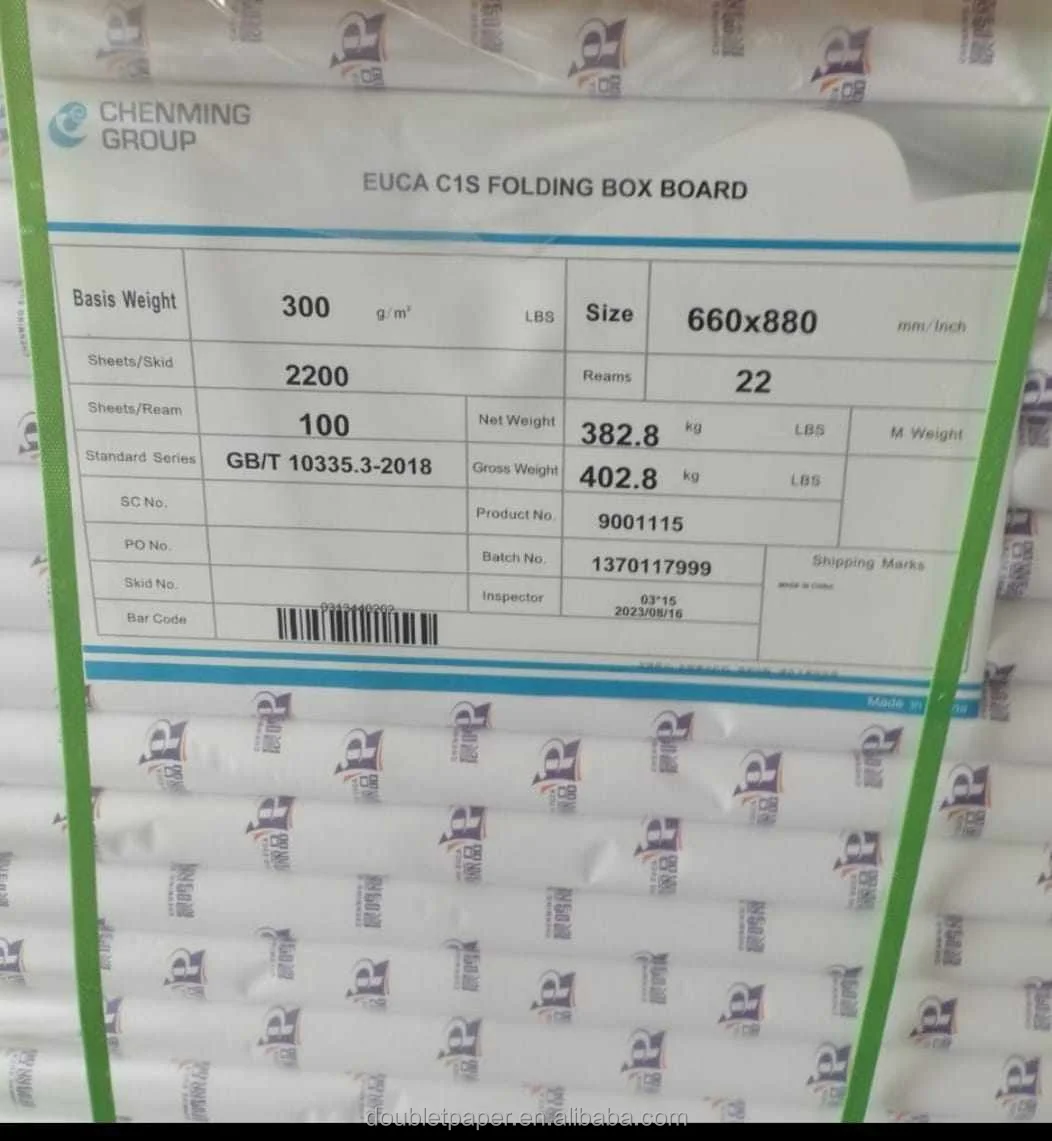 CHENMING
GROUP
EUCA C1S FOLDING BOX BOARD
Basis Weight 300 g/m² LBS Size 660x880 mm/Inch
Sheets/Skid 2200 Reams 22
Sheets/Ream 100 Net Weight 382.8 kg LBS M. Weight
Standard Series GB/T 10335.3-2018 Gross Weight 402.8 kg LBS
SC No. Product No. 9001115
PO No. Batch No. 1370117999 Shipping Marks
Skid No. Inspector 03*15
2023/08/16
Bar Code
Made in
doubletpaper.en.alibaba.com